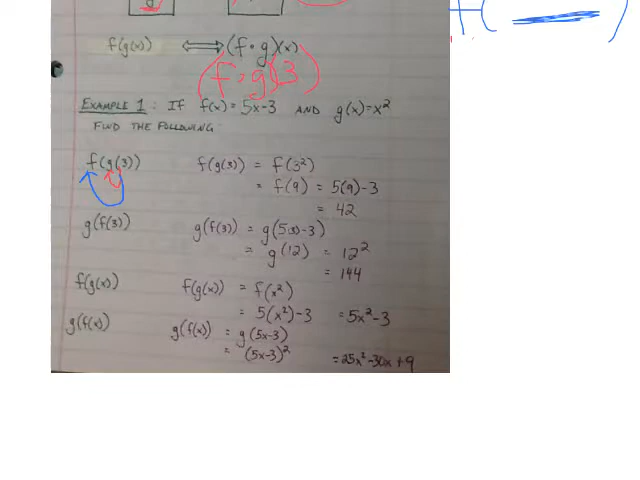 f(
)
f(g(x)) ⟺ (f∘g)(x)
(f∘g)(3)
EXAMPLE 1: IF f(x) = 5x-3 AND g(x)=x²
FIND THE FOLLOWING:
f(g(3)) f(g(3)) = f(3²)
= f(9) = 5(9)-3
= 42
g(f(3)) g(f(3)) = g(5(3)-3)
= g(12) = 12²
= 144
f(g(x)) f(g(x)) = f(x²)
= 5(x²)-3 = 5x²-3
g(f(x)) g(f(x)) = g(5x-3)
= (5x-3)² = 25x²-30x+9